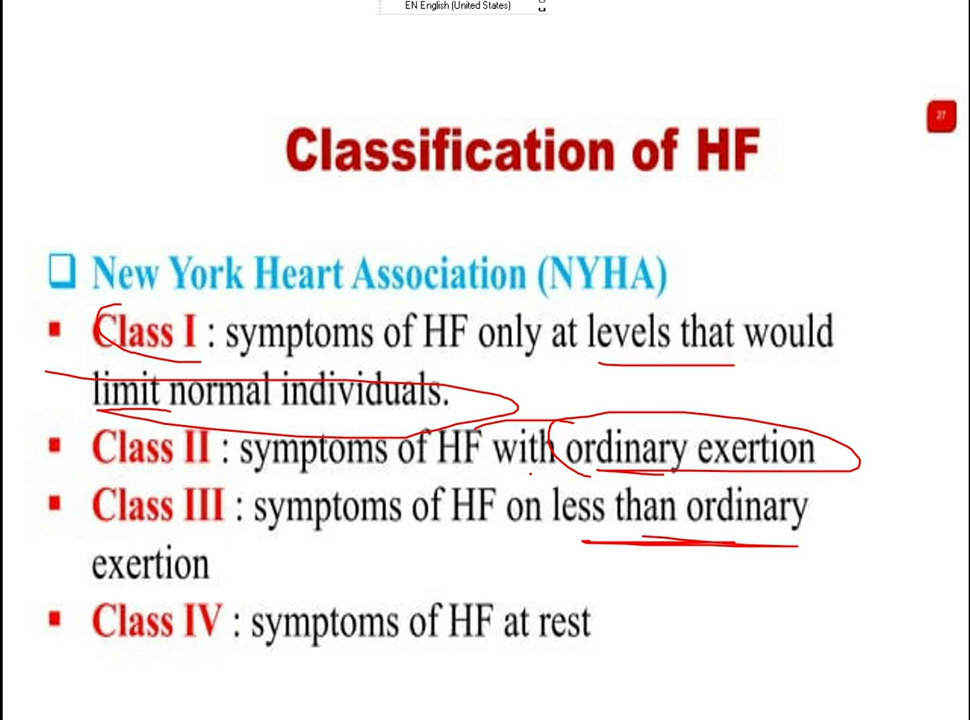 EN English (United States)
27
Classification of HF
New York Heart Association (NYHA)
Class I : symptoms of HF only at levels that would
limit normal individuals.
Class II : symptoms of HF with ordinary exertion
Class III : symptoms of HF on less than ordinary
exertion
Class IV : symptoms of HF at rest